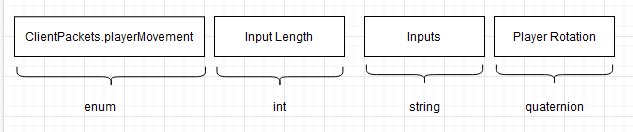 ClientPackets.playerMovement Input Length Inputs Player Rotation
enum int string quaternion